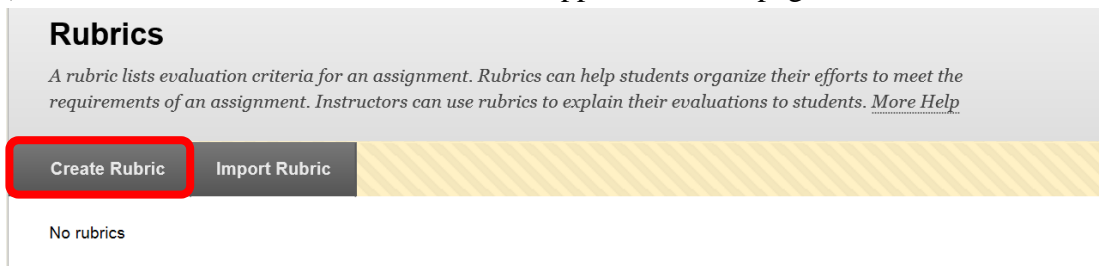 Rubrics
A rubric lists evaluation criteria for an assignment. Rubrics can help students organize their efforts to meet the
requirements of an assignment. Instructors can use rubrics to explain their evaluations to students. More Help
Create Rubric Import Rubric
No rubrics